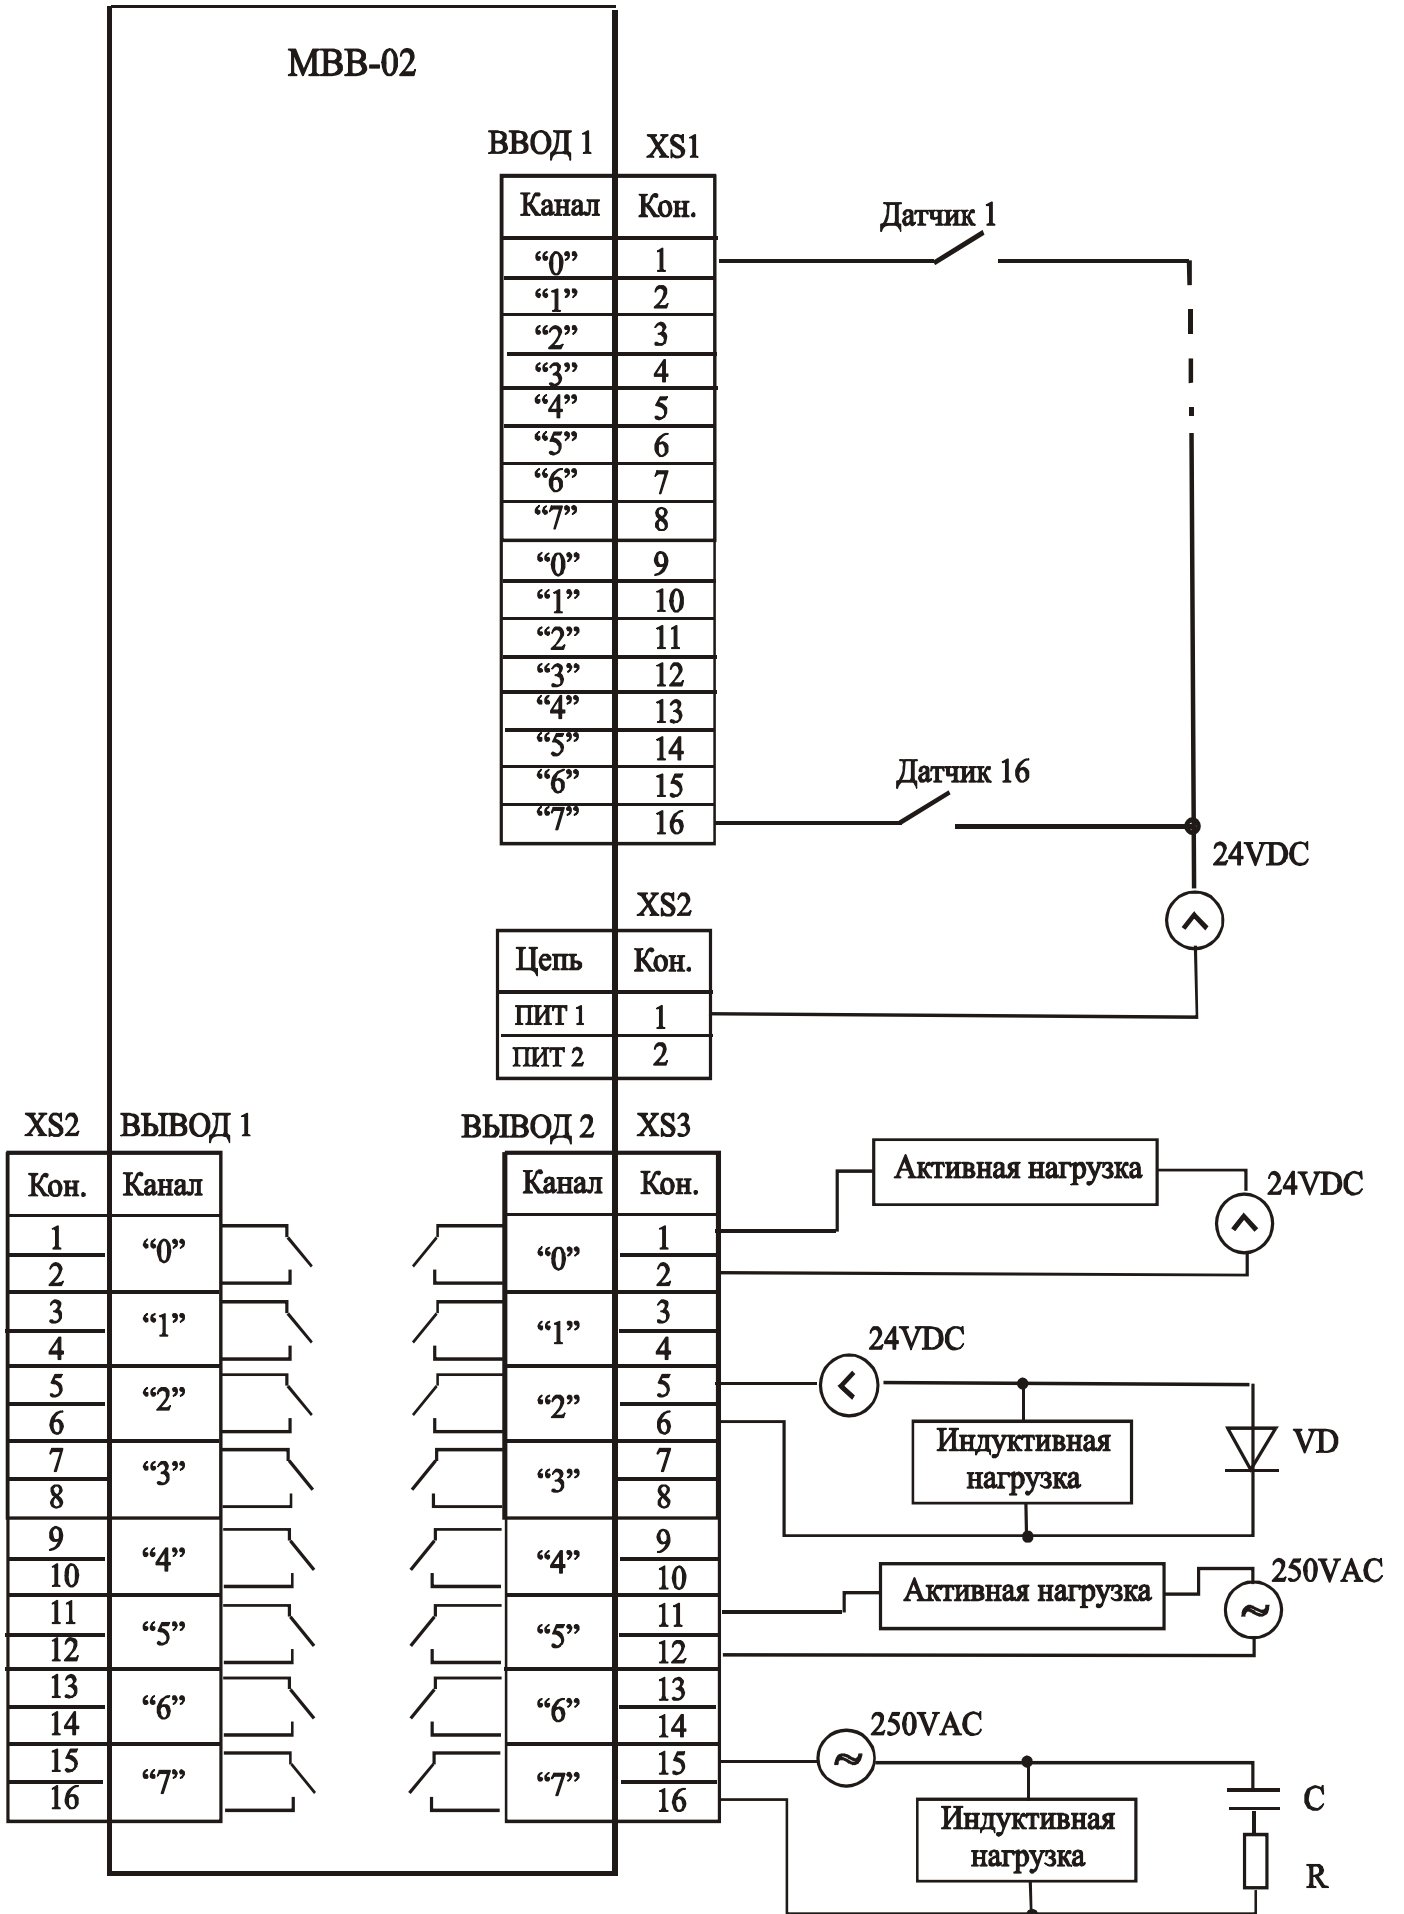 МВВ-02
ВВОД 1 XS1
Канал Кон.
“0” 1
“1” 2
“2” 3
“3” 4
“4” 5
“5” 6
“6” 7
“7” 8
“0” 9
“1” 10
“2” 11
“3” 12
“4” 13
“5” 14
“6” 15
“7” 16
Датчик 1
Датчик 16
24VDC
XS2
Цепь Кон.
ПИТ 1 1
ПИТ 2 2
XS2 ВЫВОД 1
Кон. Канал
1
“0”
2
3
“1”
4
5
“2”
6
7
“3”
8
9
“4”
10
11
“5”
12
13
“6”
14
15
“7”
16
ВЫВОД 2 XS3
Канал Кон.
1
“0”
2
3
“1”
4
5
“2”
6
7
“3”
8
9
“4”
10
11
“5”
12
13
“6”
14
15
“7”
16
Активная нагрузка
24VDC
24VDC
Индуктивная
нагрузка
VD
Активная нагрузка
250VAC
250VAC
Индуктивная
нагрузка
C
R